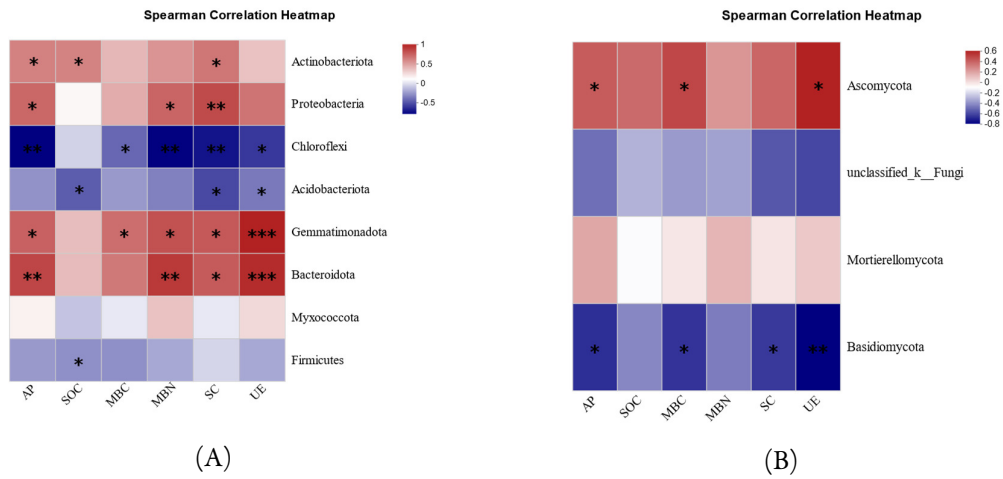 Spearman Correlation Heatmap
* * * Actinobacteriota
* * ** Proteobacteria
** * ** ** * Chloroflexi
* * * Acidobacteriota
* * * * *** Gemmatimonadota
** ** * *** Bacteroidota
Myxococcota
* Firmicutes
AP SOC MBC MBN SC UE
1
0.5
0
-0.5
(A)
Spearman Correlation Heatmap
* * * Ascomycota
unclassified_k__Fungi
Mortierellomycota
* * * ** Basidiomycota
AP SOC MBC MBN SC UE
0.6
0.4
0.2
0
-0.2
-0.4
-0.6
-0.8
(B)